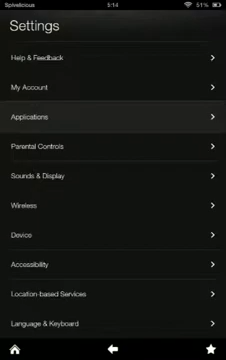 Spivelicious 5:14 51%
Settings
Help & Feedback
My Account
Applications
Parental Controls
Sounds & Display
Wireless
Device
Accessibility
Location-based Services
Language & Keyboard